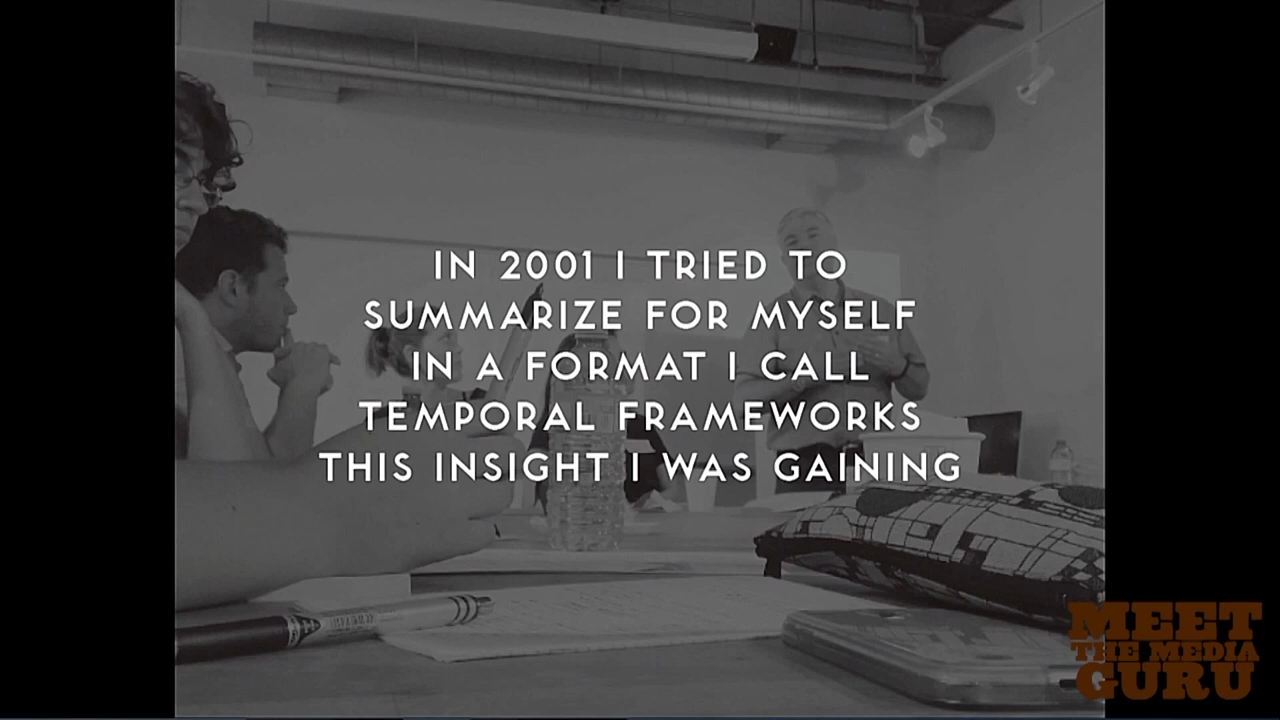 IN 2001 I TRIED TO
SUMMARIZE FOR MYSELF
IN A FORMAT I CALL
TEMPORAL FRAMEWORKS
THIS INSIGHT I WAS GAINING
MEET
THE MEDIA
GURU